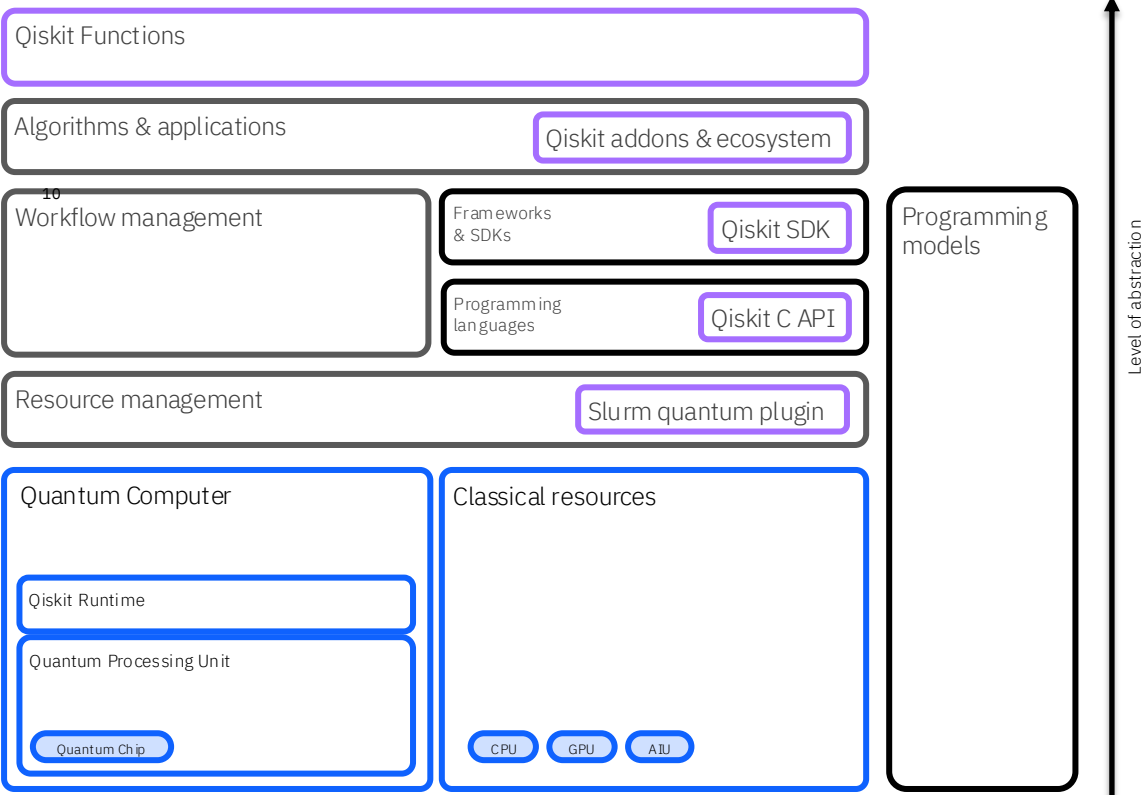 Qiskit Functions
Algorithms & applications
Qiskit addons & ecosystem
10
Workflow management
Frameworks
& SDKs
Qiskit SDK
Programming
languages
Qiskit C API
Programming
models
Level of abstraction
Resource management
Slurm quantum plugin
Quantum Computer
Qiskit Runtime
Quantum Processing Unit
Quantum Chip
Classical resources
CPU
GPU
AIU